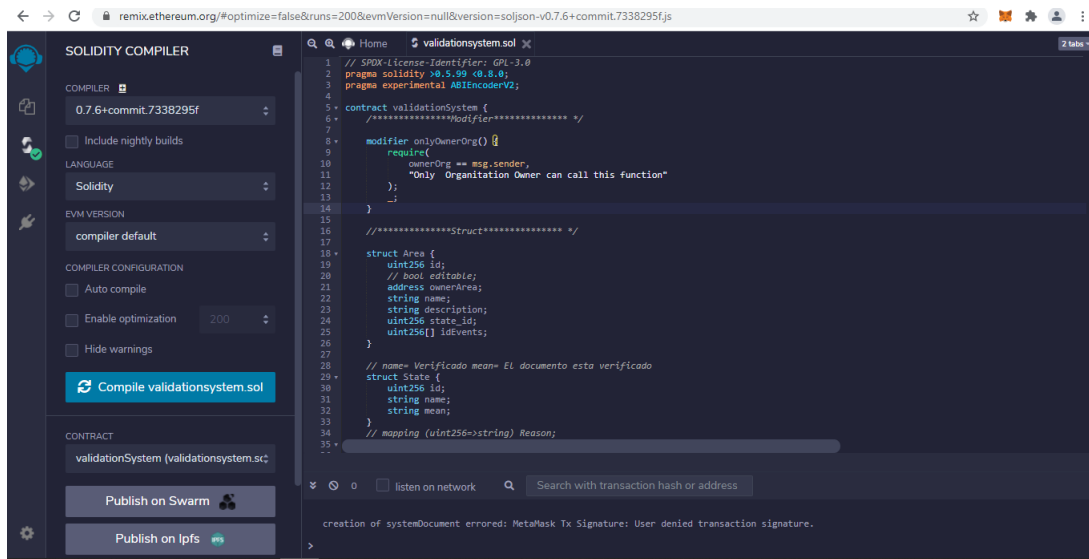 remix.ethereum.org/#optimize=false&runs=200&evmVersion=null&version=soljson-v0.7.6+commit.7338295f.js
SOLIDITY COMPILER
COMPILER
0.7.6+commit.7338295f
Include nightly builds
LANGUAGE
Solidity
EVM VERSION
compiler default
COMPILER CONFIGURATION
Auto compile
Enable optimization 200
Hide warnings
Compile validationsystem.sol
CONTRACT
validationSystem (validationsystem.sc
Publish on Swarm
Publish on Ipfs
Home validationsystem.sol
2 tabs
1 // SPDX-License-Identifier: GPL-3.0
2 pragma solidity >0.5.99 <0.8.0;
3 pragma experimental ABIEncoderV2;
4
5 contract validationSystem {
6 /***************Modifier************** */
7
8 modifier onlyOwnerOrg() {
9 require(
10 ownerOrg == msg.sender,
11 "Only  Organitation Owner can call this function"
12 );
13 _;
14 }
15
16 //**************Struct*************** */
17
18 struct Area {
19 uint256 id;
20 // bool editable;
21 address ownerArea;
22 string name;
23 string description;
24 uint256 state_id;
25 uint256[] idEvents;
26 }
27
28 // name= Verificado mean= El documento esta verificado
29 struct State {
30 uint256 id;
31 string name;
32 string mean;
33 }
34 // mapping (uint256=>string) Reason;
35
0 listen on network Search with transaction hash or address
creation of systemDocument errored: MetaMask Tx Signature: User denied transaction signature.
>